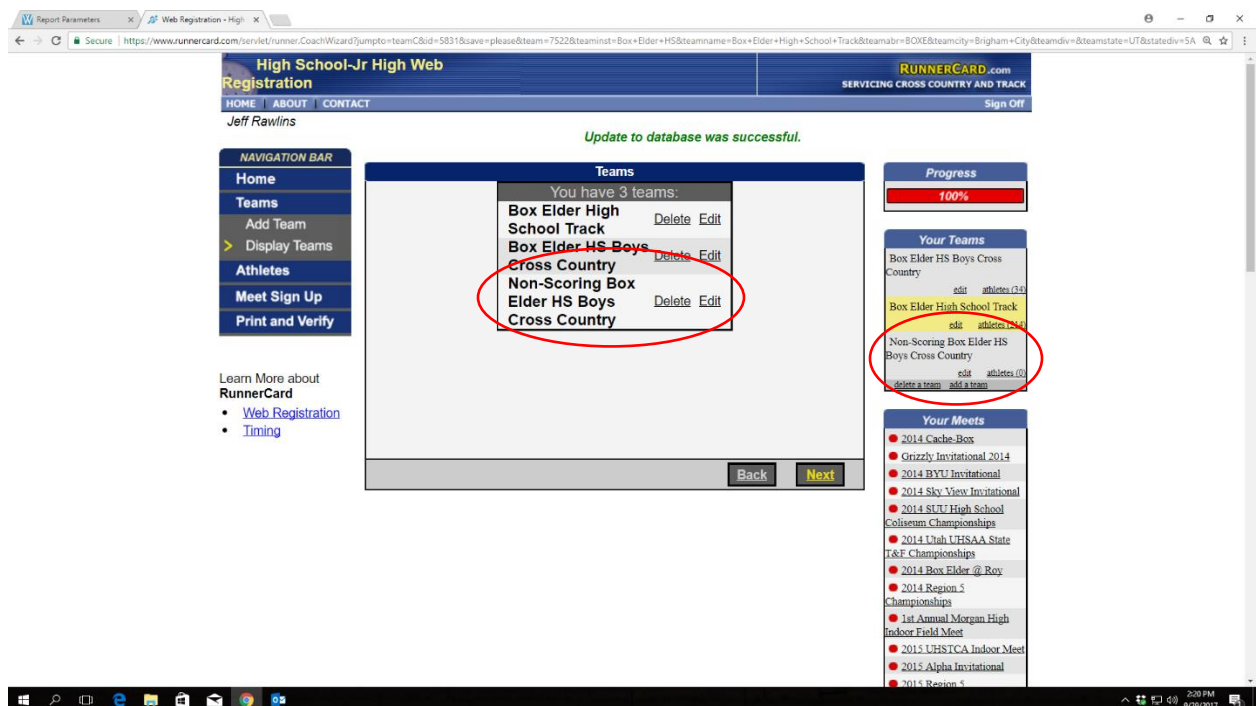 Report Parameters
Web Registration - High
Secure | https://www.runnercard.com/servlet/runner.CoachWizard?jumpto=teamC&id=5831&save=please&team=7522&teaminst=Box+Elder+HS&teamname=Box+Elder+High+School+Track&teamabr=BOXE&teamcity=Brigham+City&teamdiv=&teamstate=UT&statediv=5A
High School-Jr High Web
Registration
RUNNERCARD.com
SERVICING CROSS COUNTRY AND TRACK
HOME | ABOUT | CONTACT
Sign Off
Jeff Rawlins
Update to database was successful.
NAVIGATION BAR
Home
Teams
Add Team
> Display Teams
Athletes
Meet Sign Up
Print and Verify
Learn More about
RunnerCard
• Web Registration
• Timing
Teams
You have 3 teams:
Box Elder High
School Track
Delete Edit
Box Elder HS Boys
Cross Country
Delete Edit
Non-Scoring Box
Elder HS Boys
Cross Country
Delete Edit
Back Next
Progress
100%
Your Teams
Box Elder HS Boys Cross
Country
edit athletes (34)
Box Elder High School Track
edit athletes (214)
Non-Scoring Box Elder HS
Boys Cross Country
edit athletes (0)
delete a team add a team
Your Meets
2014 Cache-Box
Grizzly Invitational 2014
2014 BYU Invitational
2014 Sky View Invitational
2014 SUU High School
Coliseum Championships
2014 Utah UHSAA State
T&F Championships
2014 Box Elder @ Roy
2014 Region 5
Championships
1st Annual Morgan High
Indoor Field Meet
2015 UHSTCA Indoor Meet
2015 Alpha Invitational
2015 Region 5
2:20 PM
9/20/2017